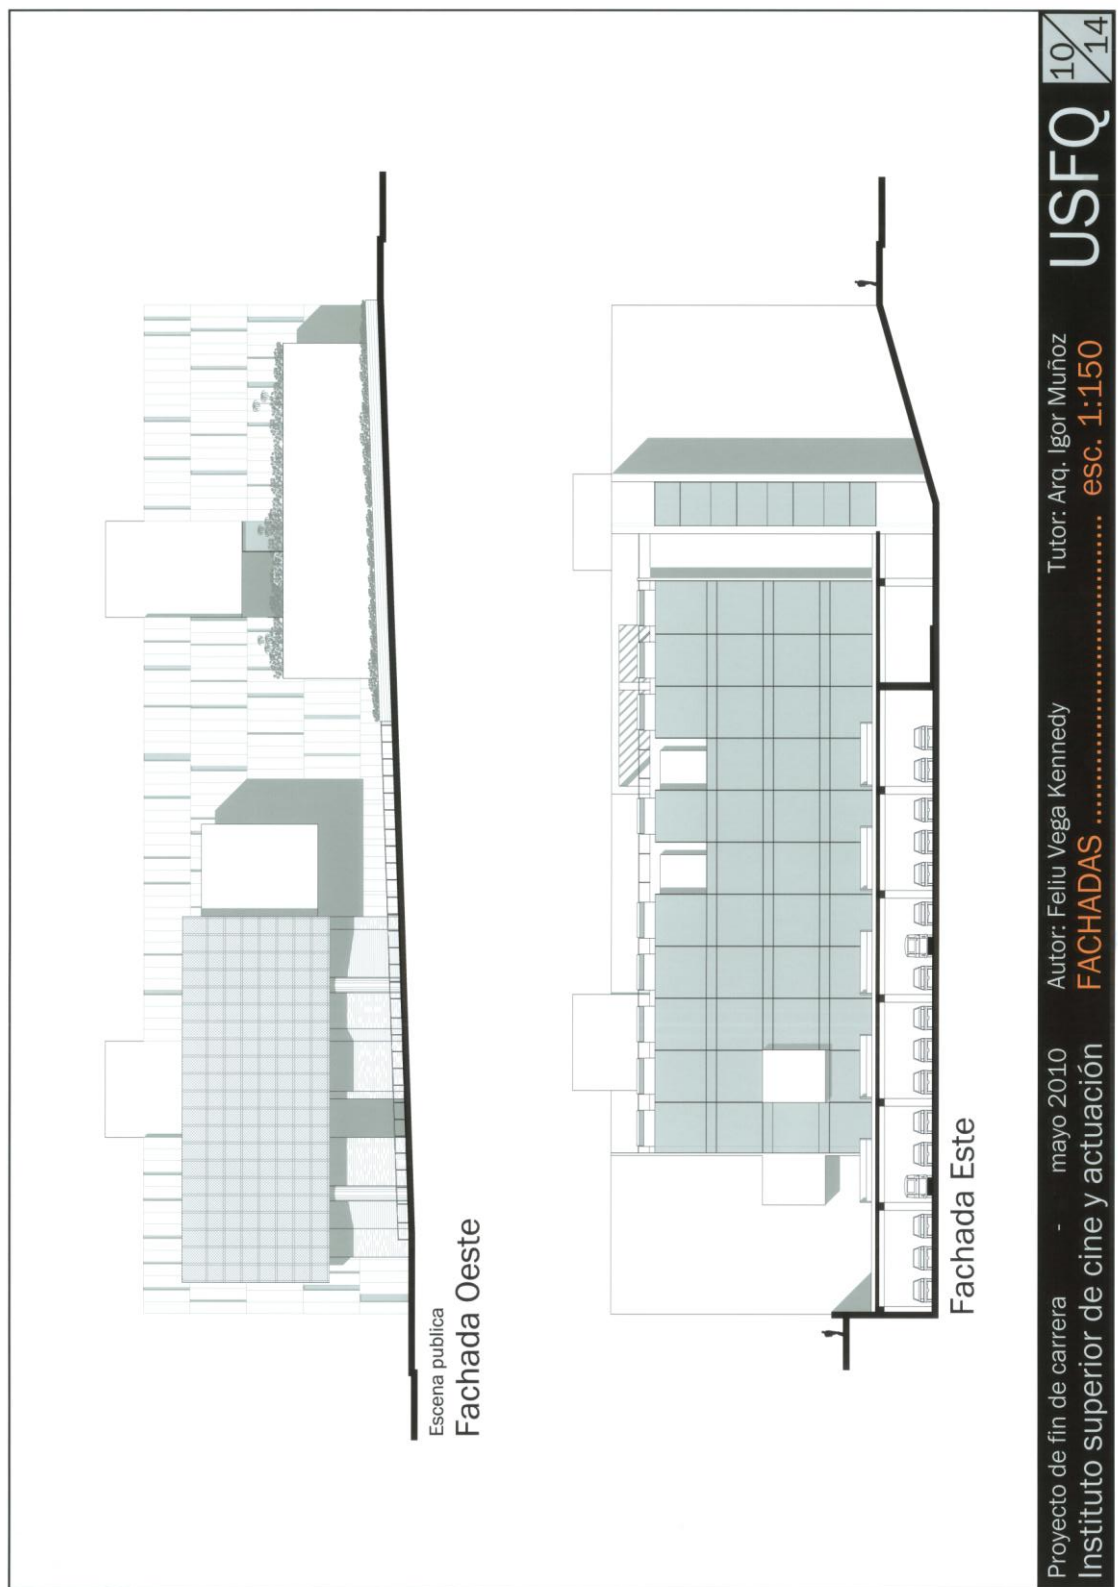 Escena publica
Fachada Oeste
Fachada Este
Proyecto de fin de carrera - mayo 2010 Autor: Feliu Vega Kennedy Tutor: Arq. Igor Muñoz
Instituto superior de cine y actuación FACHADAS ........................................ esc. 1:150
USFQ
10/14